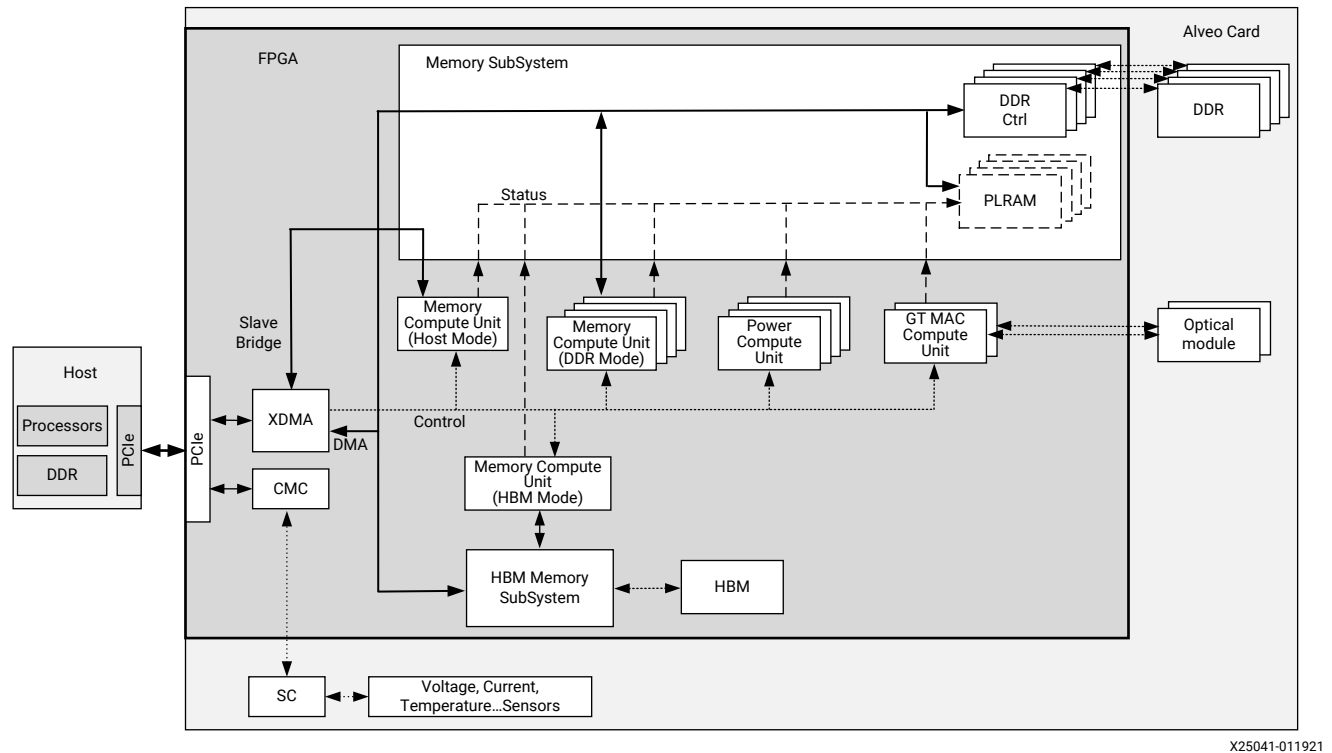 Alveo Card
FPGA
Memory SubSystem
DDR
Ctrl
DDR
PLRAM
Status
Memory
Compute Unit
(Host Mode)
Memory
Compute Unit
(DDR Mode)
Power
Compute
Unit
GT MAC
Compute
Unit
Optical
module
Slave
Bridge
Host
Processors
DDR
PCIe
PCIe
XDMA
Control
DMA
CMC
Memory Compute
Unit
(HBM Mode)
HBM Memory
SubSystem
HBM
SC
Voltage, Current,
Temperature...Sensors
X25041-011921